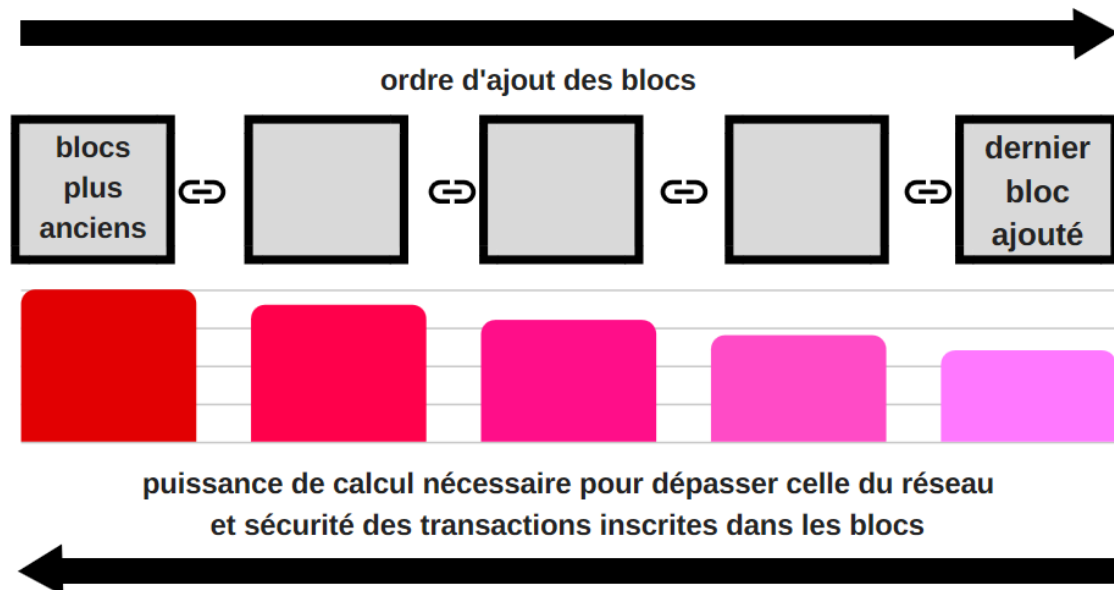 ordre d'ajout des blocs
blocs
plus
anciens
dernier
bloc
ajouté
puissance de calcul nécessaire pour dépasser celle du réseau
et sécurité des transactions inscrites dans les blocs